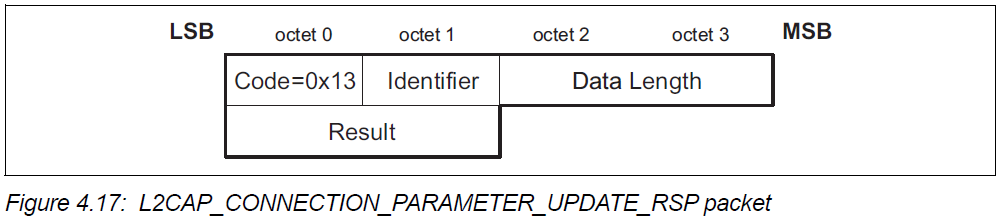 LSB octet 0 octet 1 octet 2 octet 3 MSB
Code=0x13 Identifier Data Length
Result
Figure 4.17: L2CAP_CONNECTION_PARAMETER_UPDATE_RSP packet